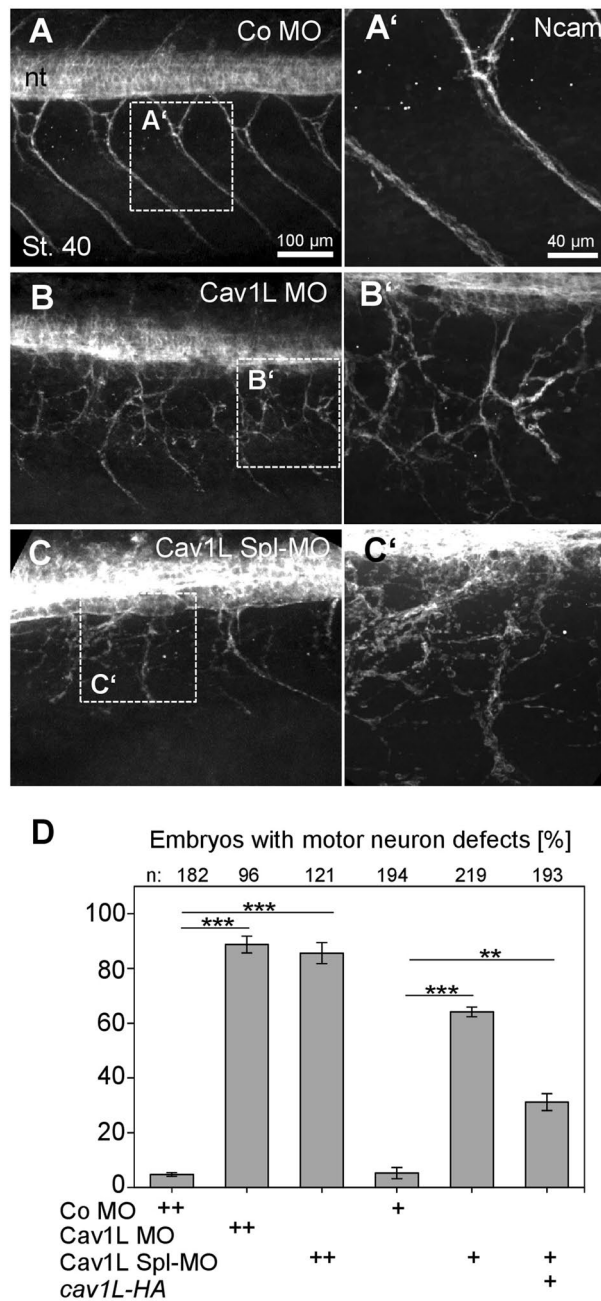 A Co MO
nt
A‘
St. 40
100 µm
A‘ Ncam
40 µm
B Cav1L MO
B‘
B‘
C Cav1L Spl-MO
C‘
C‘
D
Embryos with motor neuron defects [%]
n: 182 96 121 194 219 193
100
80
60
40
20
0
*** *** *** **
Co MO ++ +
Cav1L MO ++
Cav1L Spl-MO ++ + +
cav1L-HA +